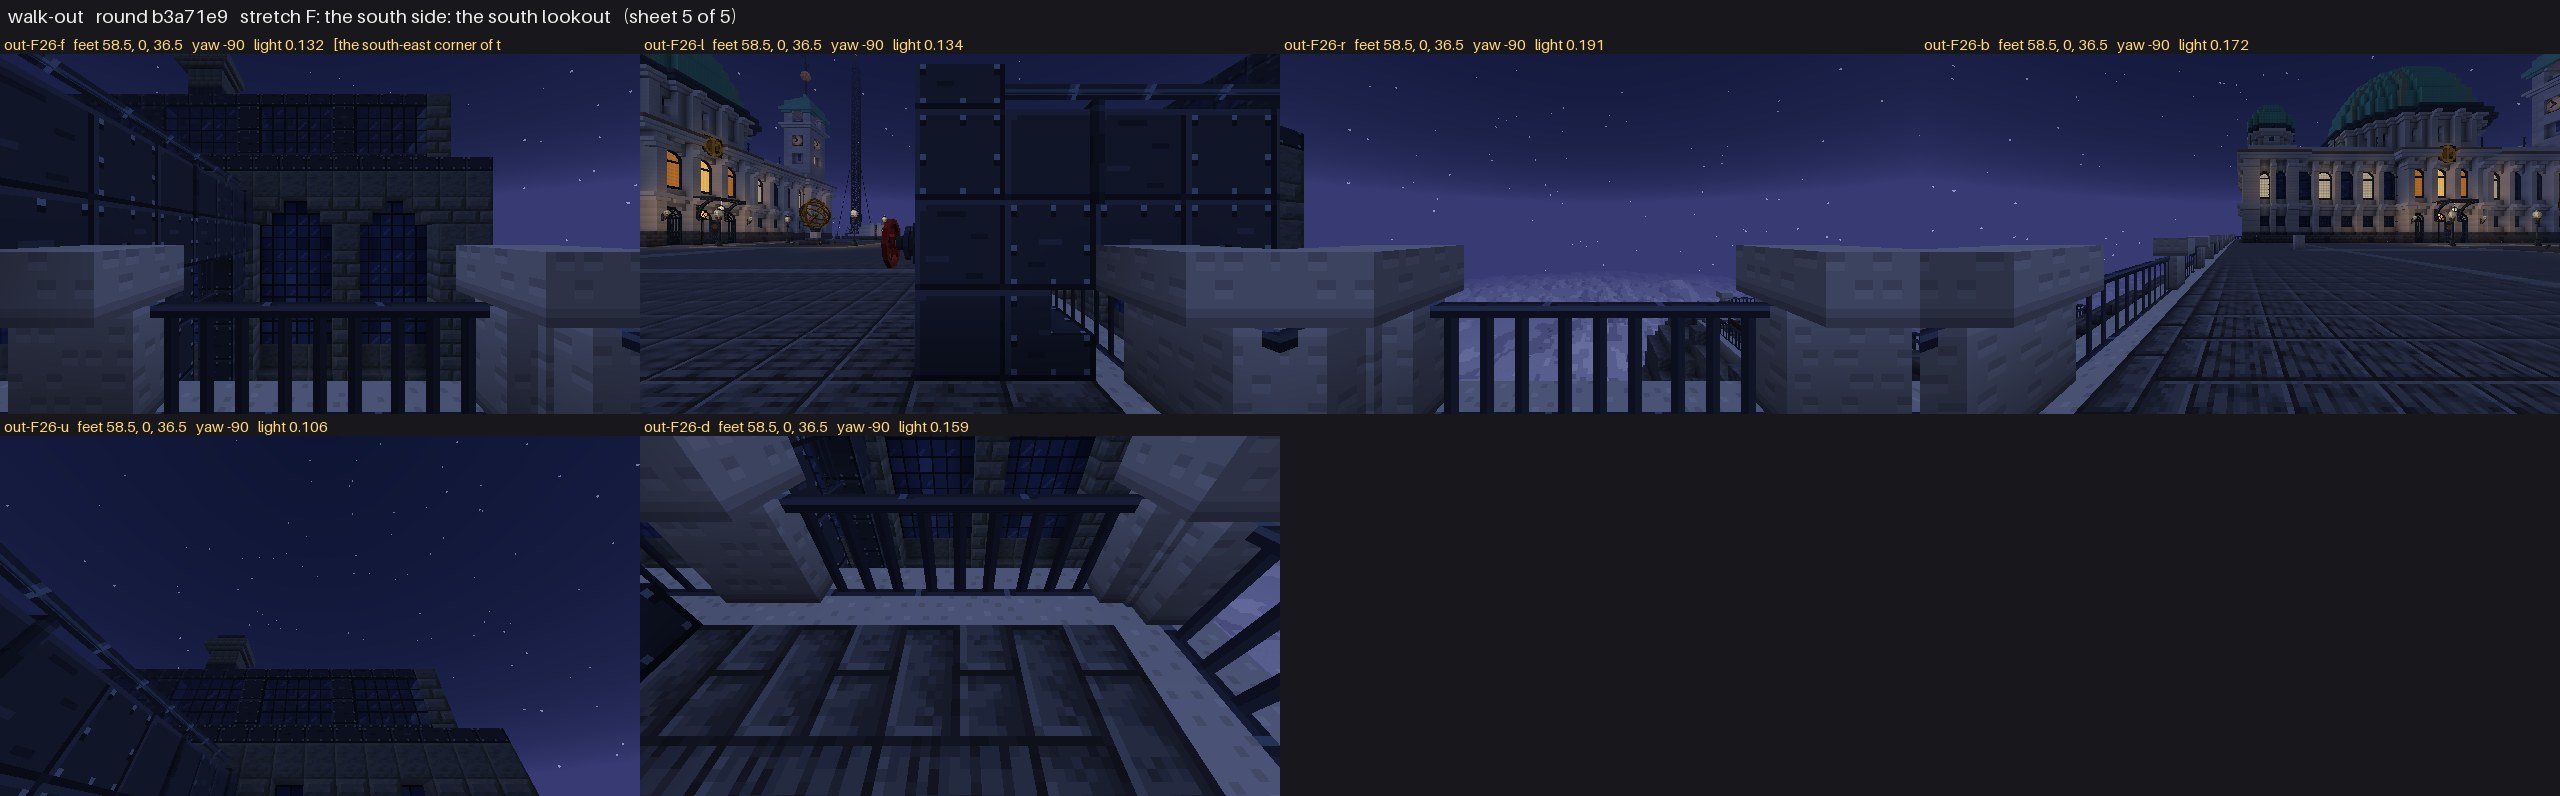 walk-out round b3a71e9 stretch F: the south side: the south lookout (sheet 5 of 5)
out-F26-f feet 58.5, 0, 36.5 yaw -90 light 0.132 [the south-east corner of t
out-F26-l feet 58.5, 0, 36.5 yaw -90 light 0.134
out-F26-r feet 58.5, 0, 36.5 yaw -90 light 0.191
out-F26-b feet 58.5, 0, 36.5 yaw -90 light 0.172
out-F26-u feet 58.5, 0, 36.5 yaw -90 light 0.106
out-F26-d feet 58.5, 0, 36.5 yaw -90 light 0.159